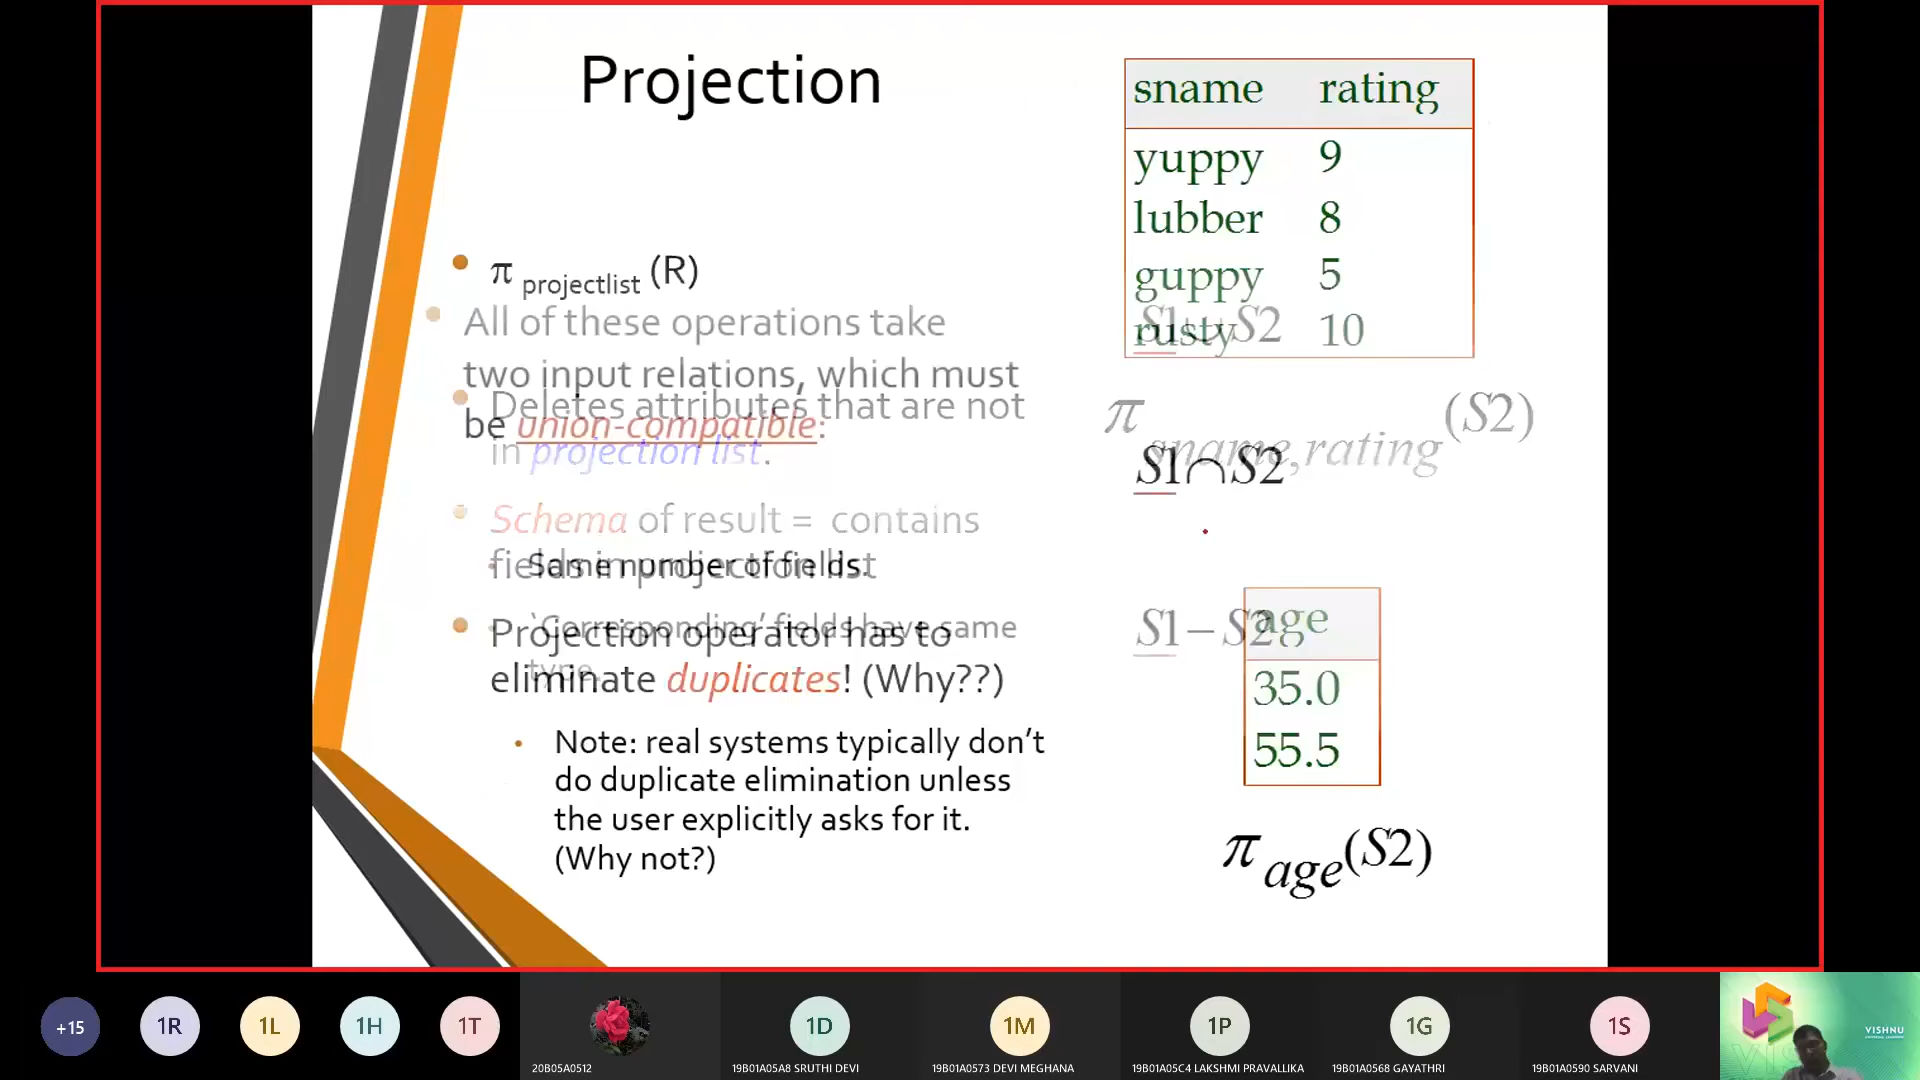 Projection
π projectlist (R)
All of these operations take
two input relations, which must
be union-compatible:
Deletes attributes that are not
in projection list.
Schema of result = contains
fields in projection list
Same number of fields.
`Corresponding’ fields have same
type.
Projection operator has to
eliminate duplicates! (Why??)
Note: real systems typically don’t
do duplicate elimination unless
the user explicitly asks for it.
(Why not?)
sname rating
yuppy 9
lubber 8
guppy 5
rusty 10
π sname,rating (S2)
S1∩S2
S1−S2
age
35.0
55.5
π age (S2)
+15
1R
1L
1H
1T
1D
1M
1P
1G
1S
20B05A0512
19B01A05A8 SRUTHI DEVI
19B01A0573 DEVI MEGHANA
19B01A05C4 LAKSHMI PRAVALLIKA
19B01A0568 GAYATHRI
19B01A0590 SARVANI
VISHNU